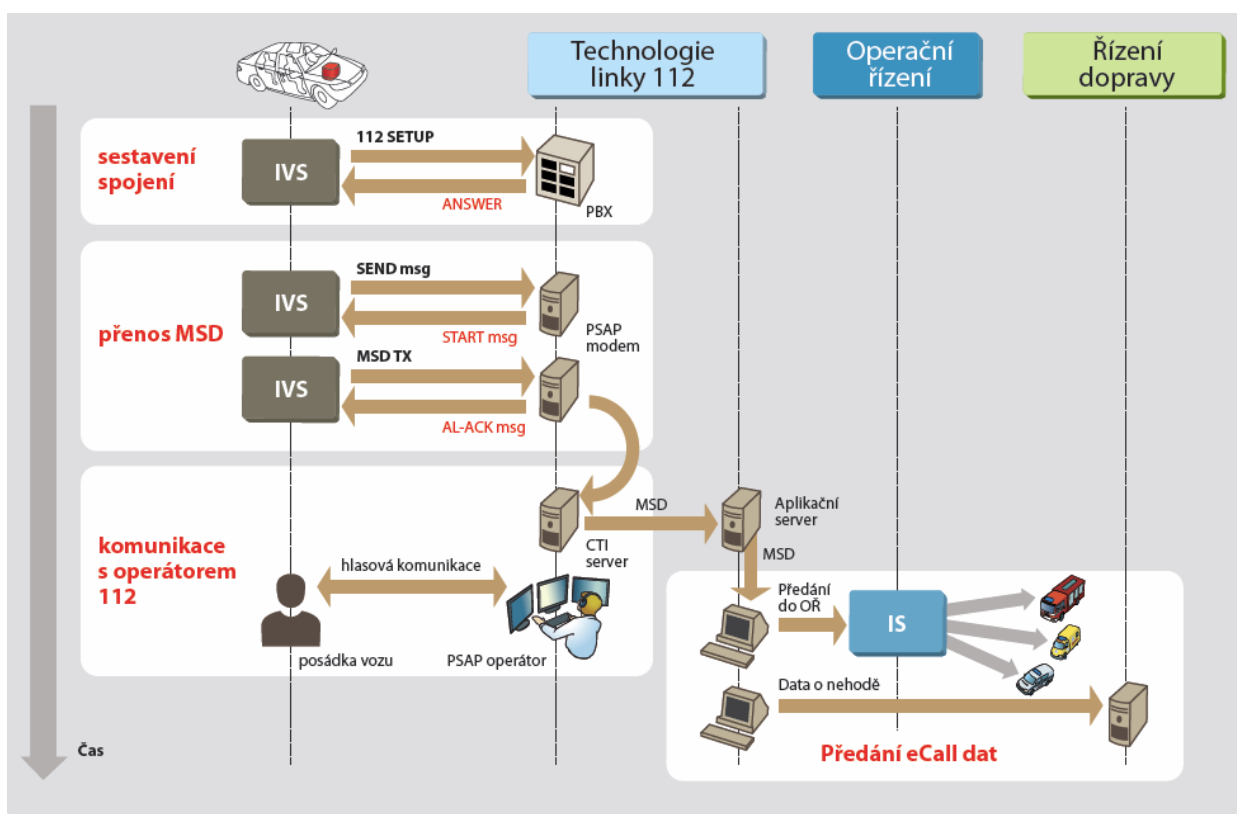 Technologie
linky 112
Operační
řízení
Řízení
dopravy
sestavení
spojení
IVS
112 SETUP
ANSWER
PBX
přenos MSD
IVS
SEND msg
START msg
PSAP
modem
IVS
MSD TX
AL-ACK msg
komunikace
s operátorem
112
CTI
server
MSD
Aplikační
server
MSD
hlasová komunikace
posádka vozu
PSAP operátor
Předání
do OŘ
IS
Data o nehodě
Předání eCall dat
Čas